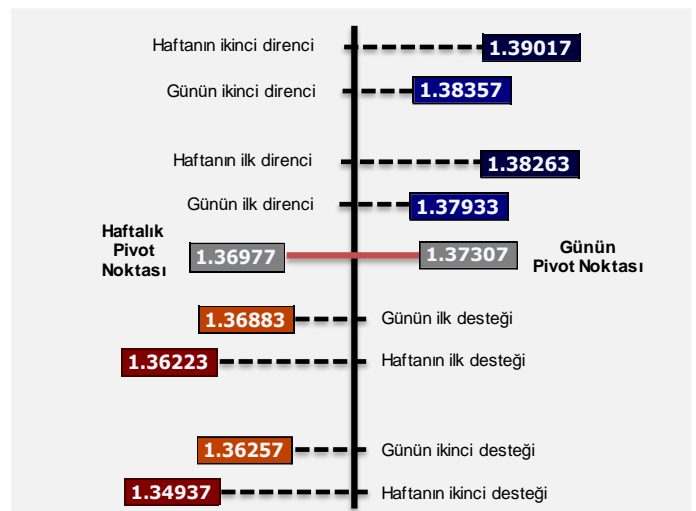 Haftanın ikinci direnci
1.39017
Günün ikinci direnci
1.38357
Haftanın ilk direnci
1.38263
Günün ilk direnci
1.37933
Haftalık
Pivot
Noktası
1.36977
1.37307
Günün
Pivot Noktası
1.36883
Günün ilk desteği
1.36223
Haftanın ilk desteği
1.36257
Günün ikinci desteği
1.34937
Haftanın ikinci desteği